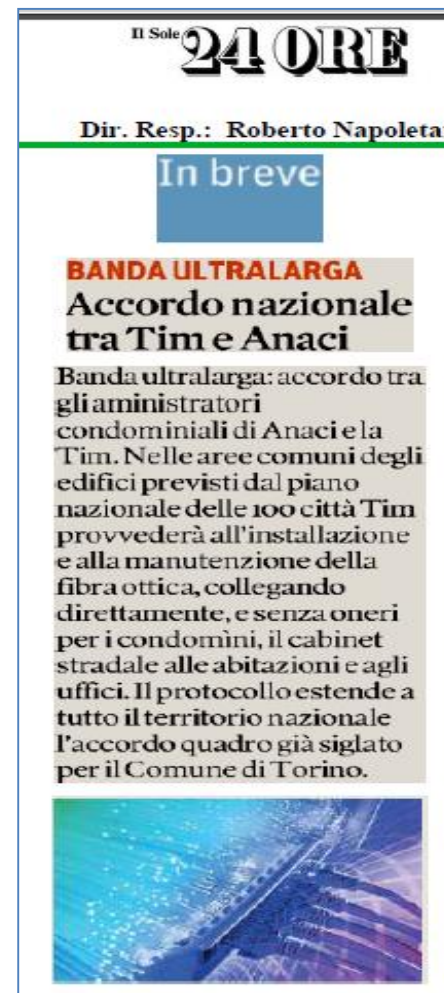 Il Sole 24 ORE
Dir. Resp.: Roberto
In breve
BANDA ULTRALARGA
Accordo nazionale
tra Tim e Anaci
Banda ultralarga: accordo tra
gli aministratori
condominiali di Anaci e la
Tim. Nelle aree comuni degli
edifici previsti dal piano
nazionale delle 100 città Tim
provvederà all'installazione
e alla manutenzione della
fibra ottica, collegando
direttamente, e senza oneri
per i condomìni, il cabinet
stradale alle abitazioni e agli
uffici. Il protocollo estende a
tutto il territorio nazionale
l'accordo quadro già siglato
per il Comune di Torino.